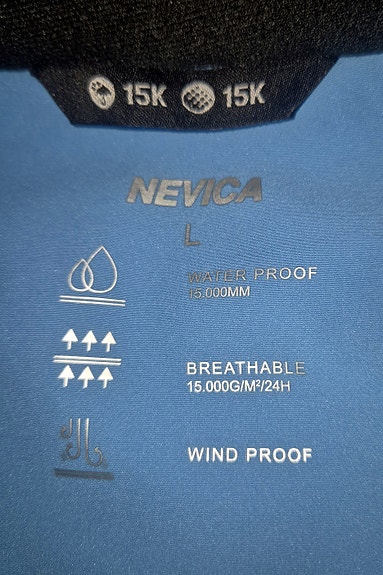 15K 15K
NEVICA
L
WATER PROOF
15.000MM
BREATHABLE
15.000G/M²/24H
WIND PROOF